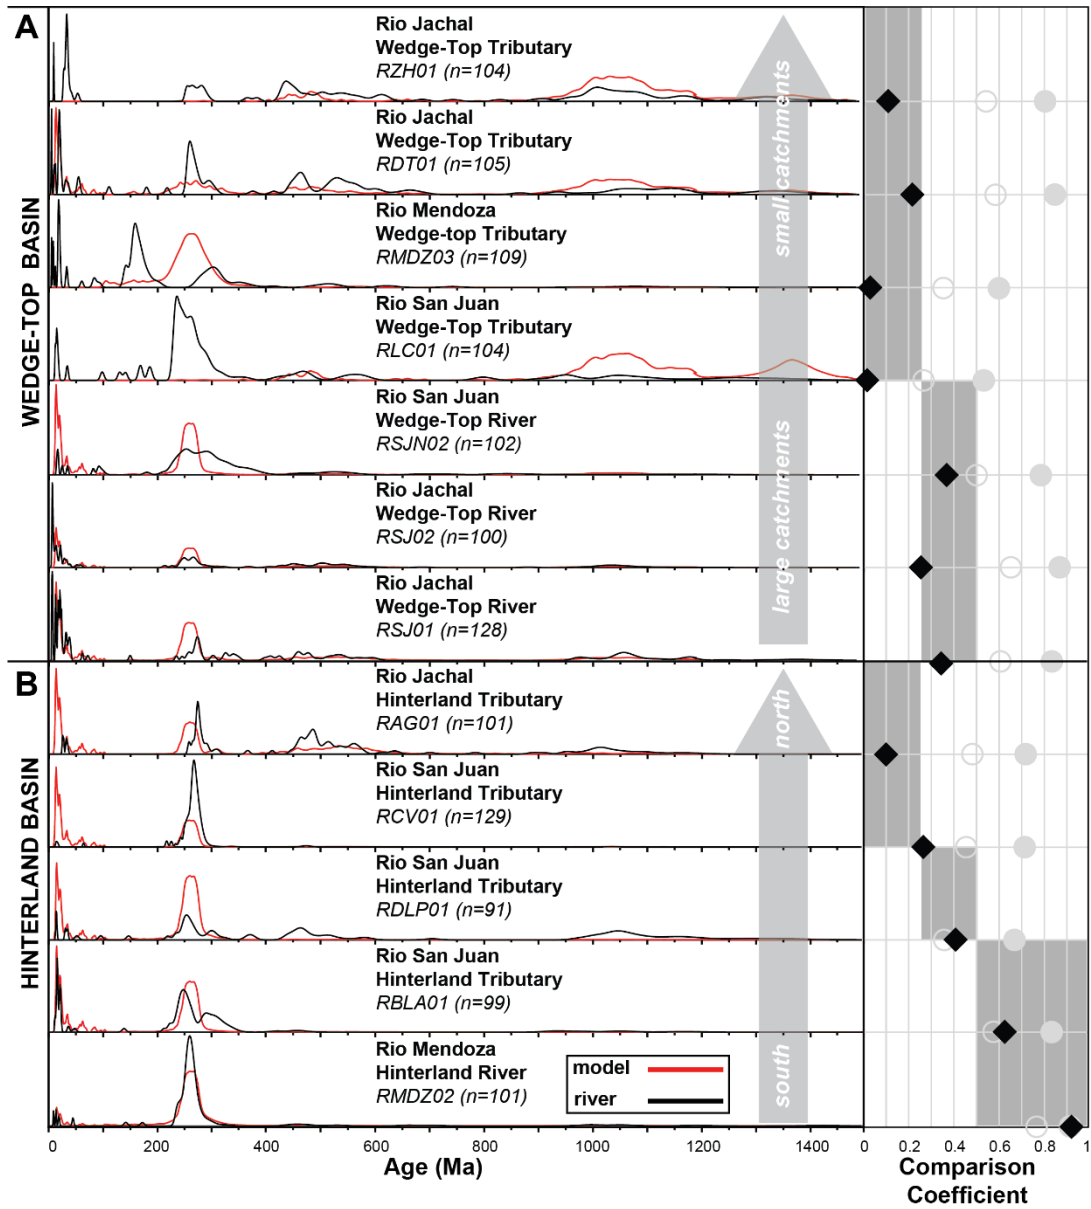 A
Rio Jachal
Wedge-Top Tributary
RZH01 (n=104)
Rio Jachal
Wedge-Top Tributary
RDT01 (n=105)
Rio Mendoza
Wedge-top Tributary
RMDZ03 (n=109)
Rio San Juan
Wedge-Top Tributary
RLC01 (n=104)
Rio San Juan
Wedge-Top River
RSJN02 (n=102)
Rio Jachal
Wedge-Top River
RSJ02 (n=100)
Rio Jachal
Wedge-Top River
RSJ01 (n=128)
WEDGE-TOP BASIN
small catchments
large catchments
B
Rio Jachal
Hinterland Tributary
RAG01 (n=101)
Rio San Juan
Hinterland Tributary
RCV01 (n=129)
Rio San Juan
Hinterland Tributary
RDLP01 (n=91)
Rio San Juan
Hinterland Tributary
RBLA01 (n=99)
Rio Mendoza
Hinterland River
RMDZ02 (n=101)
HINTERLAND BASIN
north
south
model
river
0 200 400 600 800 1000 1200 1400
Age (Ma)
0 0.2 0.4 0.6 0.8 1
Comparison
Coefficient